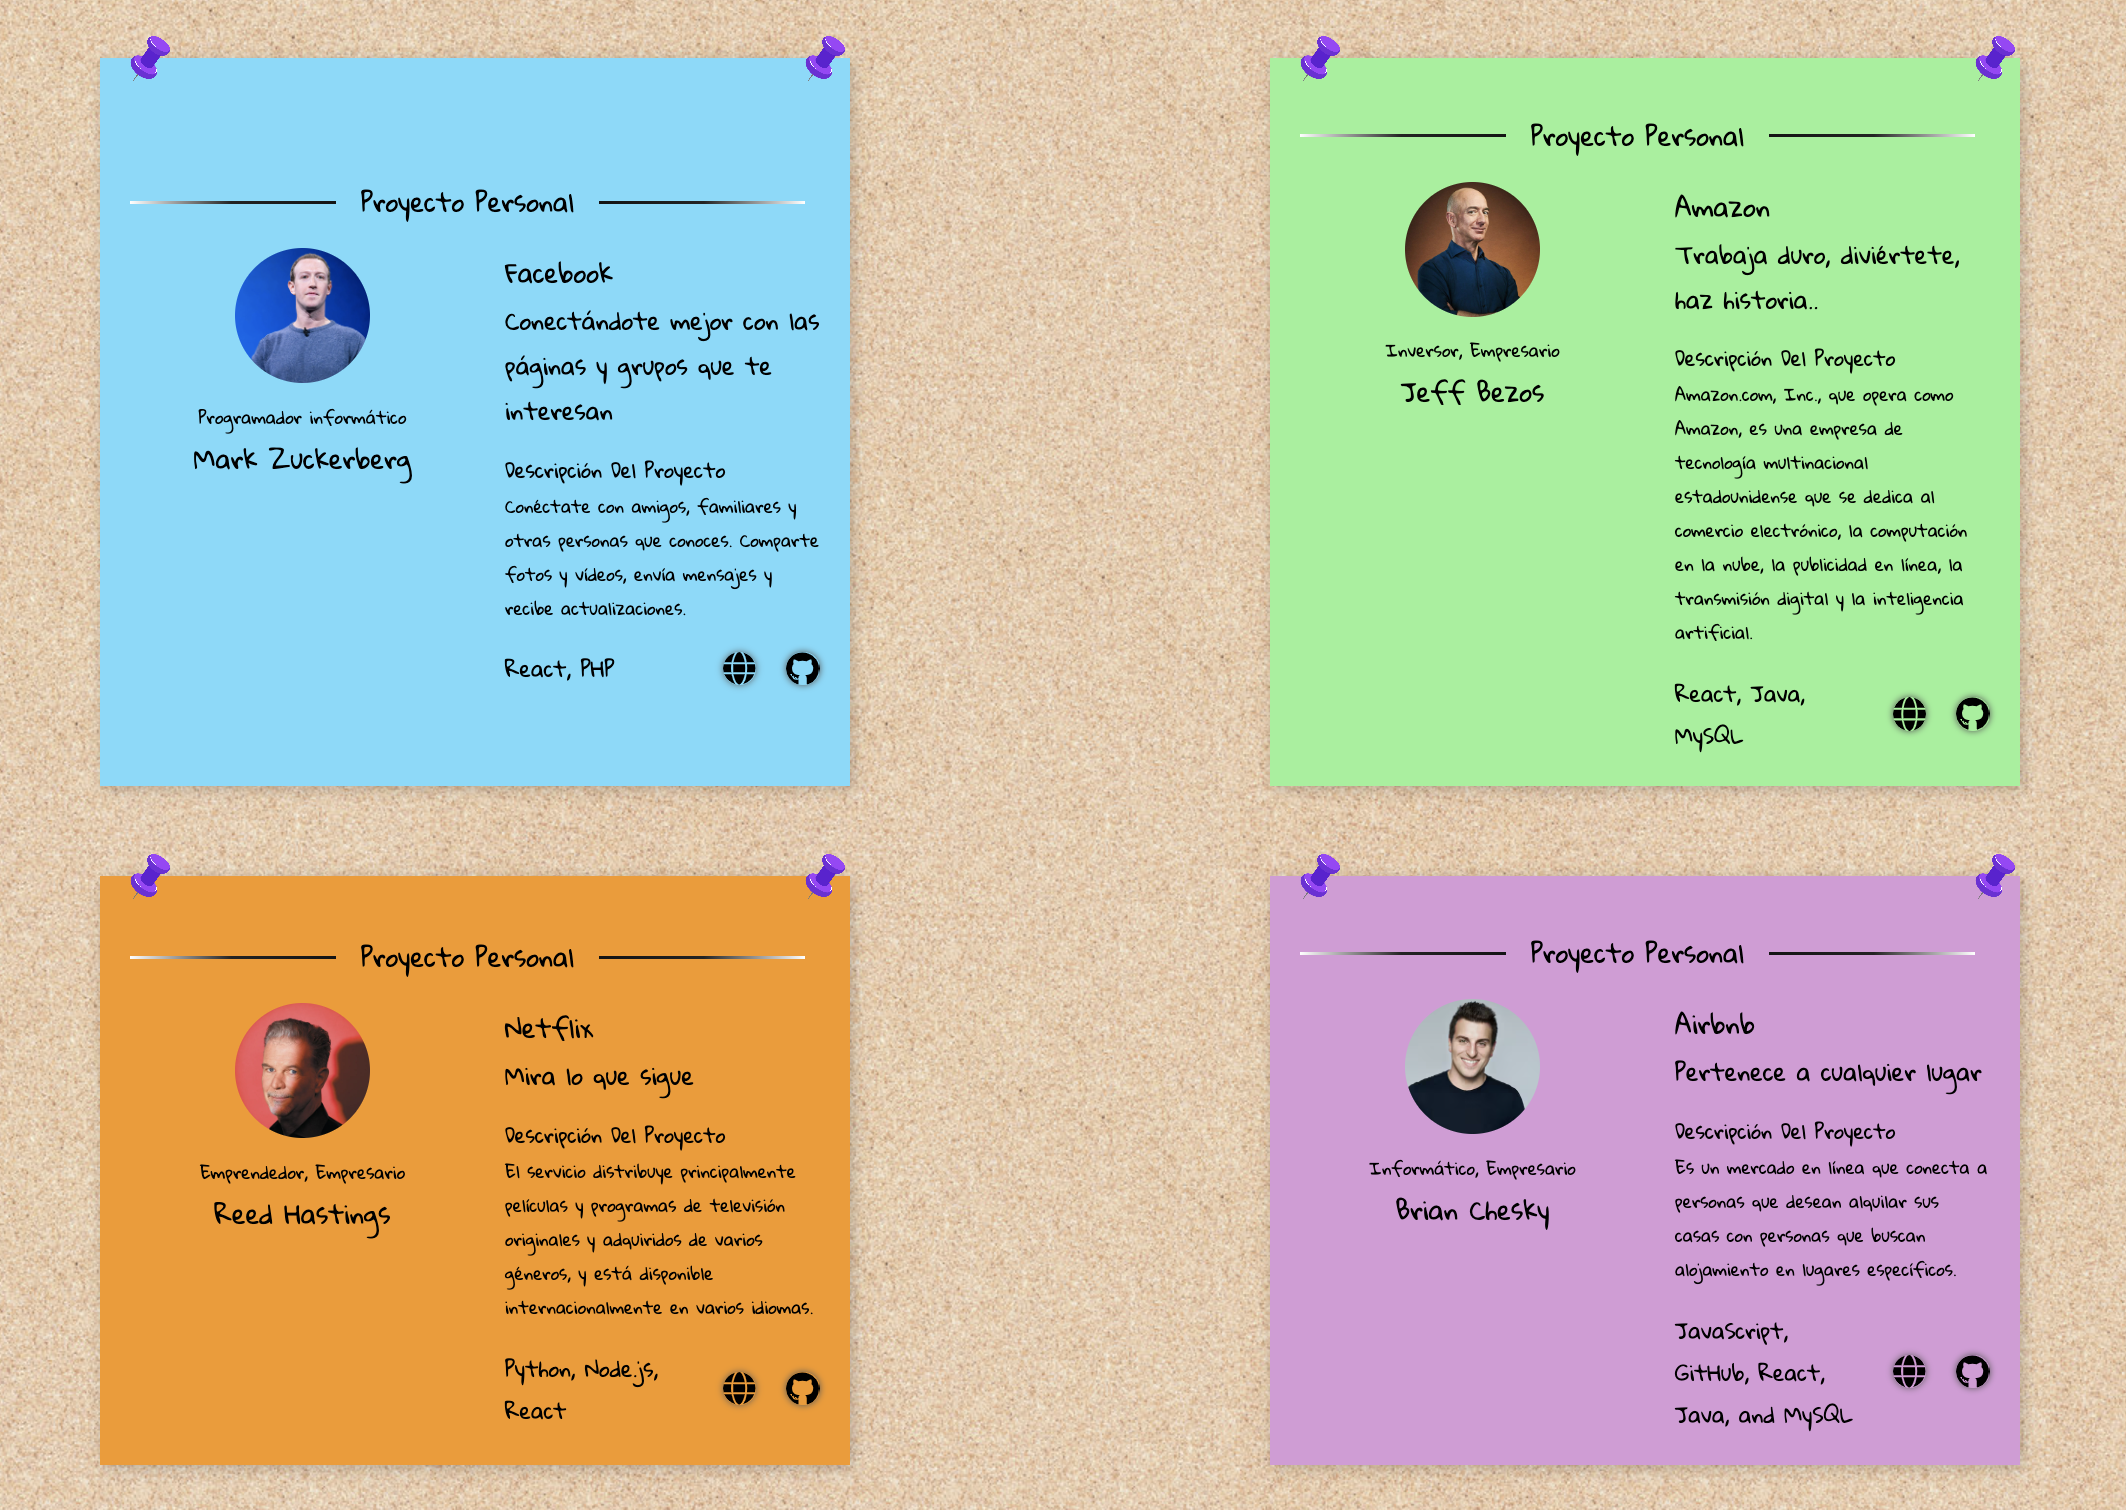 Proyecto Personal
Facebook
Conectándote mejor con las
páginas y grupos que te
interesan
Programador informático
Mark Zuckerberg
Descripción Del Proyecto
Conéctate con amigos, familiares y
otras personas que conoces. Comparte
fotos y vídeos, envía mensajes y
recibe actualizaciones.
React, PHP
Proyecto Personal
Amazon
Trabaja duro, diviértete,
haz historia..
Inversor, Empresario
Jeff Bezos
Descripción Del Proyecto
Amazon.com, Inc., que opera como
Amazon, es una empresa de
tecnología multinacional
estadounidense que se dedica al
comercio electrónico, la computación
en la nube, la publicidad en línea, la
transmisión digital y la inteligencia
artificial.
React, Java,
MySQL
Proyecto Personal
Netflix
Mira lo que sigue
Emprendedor, Empresario
Reed Hastings
Descripción Del Proyecto
El servicio distribuye principalmente
películas y programas de televisión
originales y adquiridos de varios
géneros, y está disponible
internacionalmente en varios idiomas.
Python, Node.js,
React
Proyecto Personal
Airbnb
Pertenece a cualquier lugar
Informático, Empresario
Brian Chesky
Descripción Del Proyecto
Es un mercado en línea que conecta a
personas que desean alquilar sus
casas con personas que buscan
alojamiento en lugares específicos.
JavaScript,
GitHub, React,
Java, and MySQL